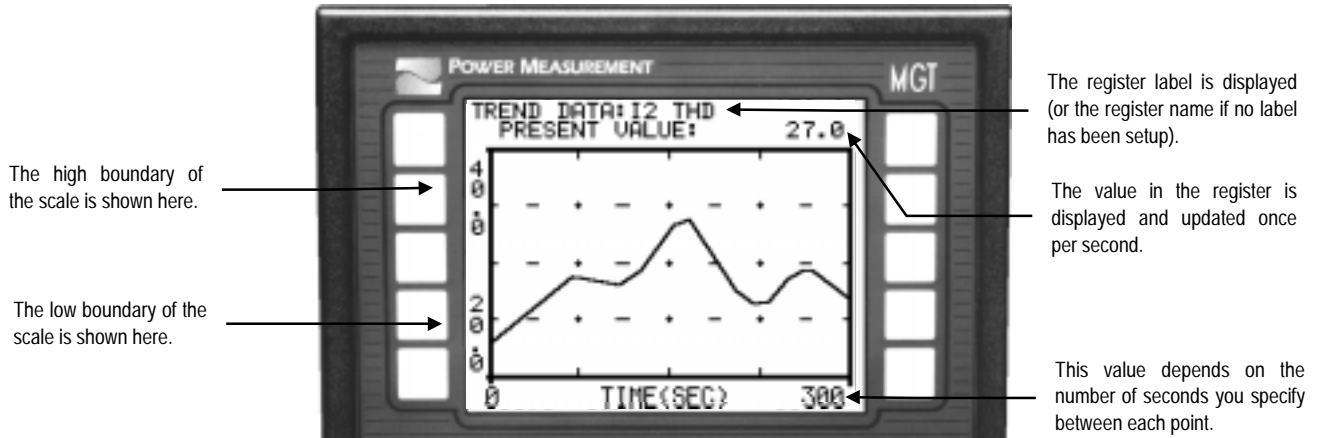 POWER MEASUREMENT
MGT
TREND DATA:I2 THD
PRESENT VALUE: 27.0
40.0
20.0
0 TIME(SEC) 300
The high boundary of
the scale is shown here.
The low boundary of the
scale is shown here.
The register label is displayed
(or the register name if no label
has been setup).
The value in the register is
displayed and updated once
per second.
This value depends on the
number of seconds you specify
between each point.